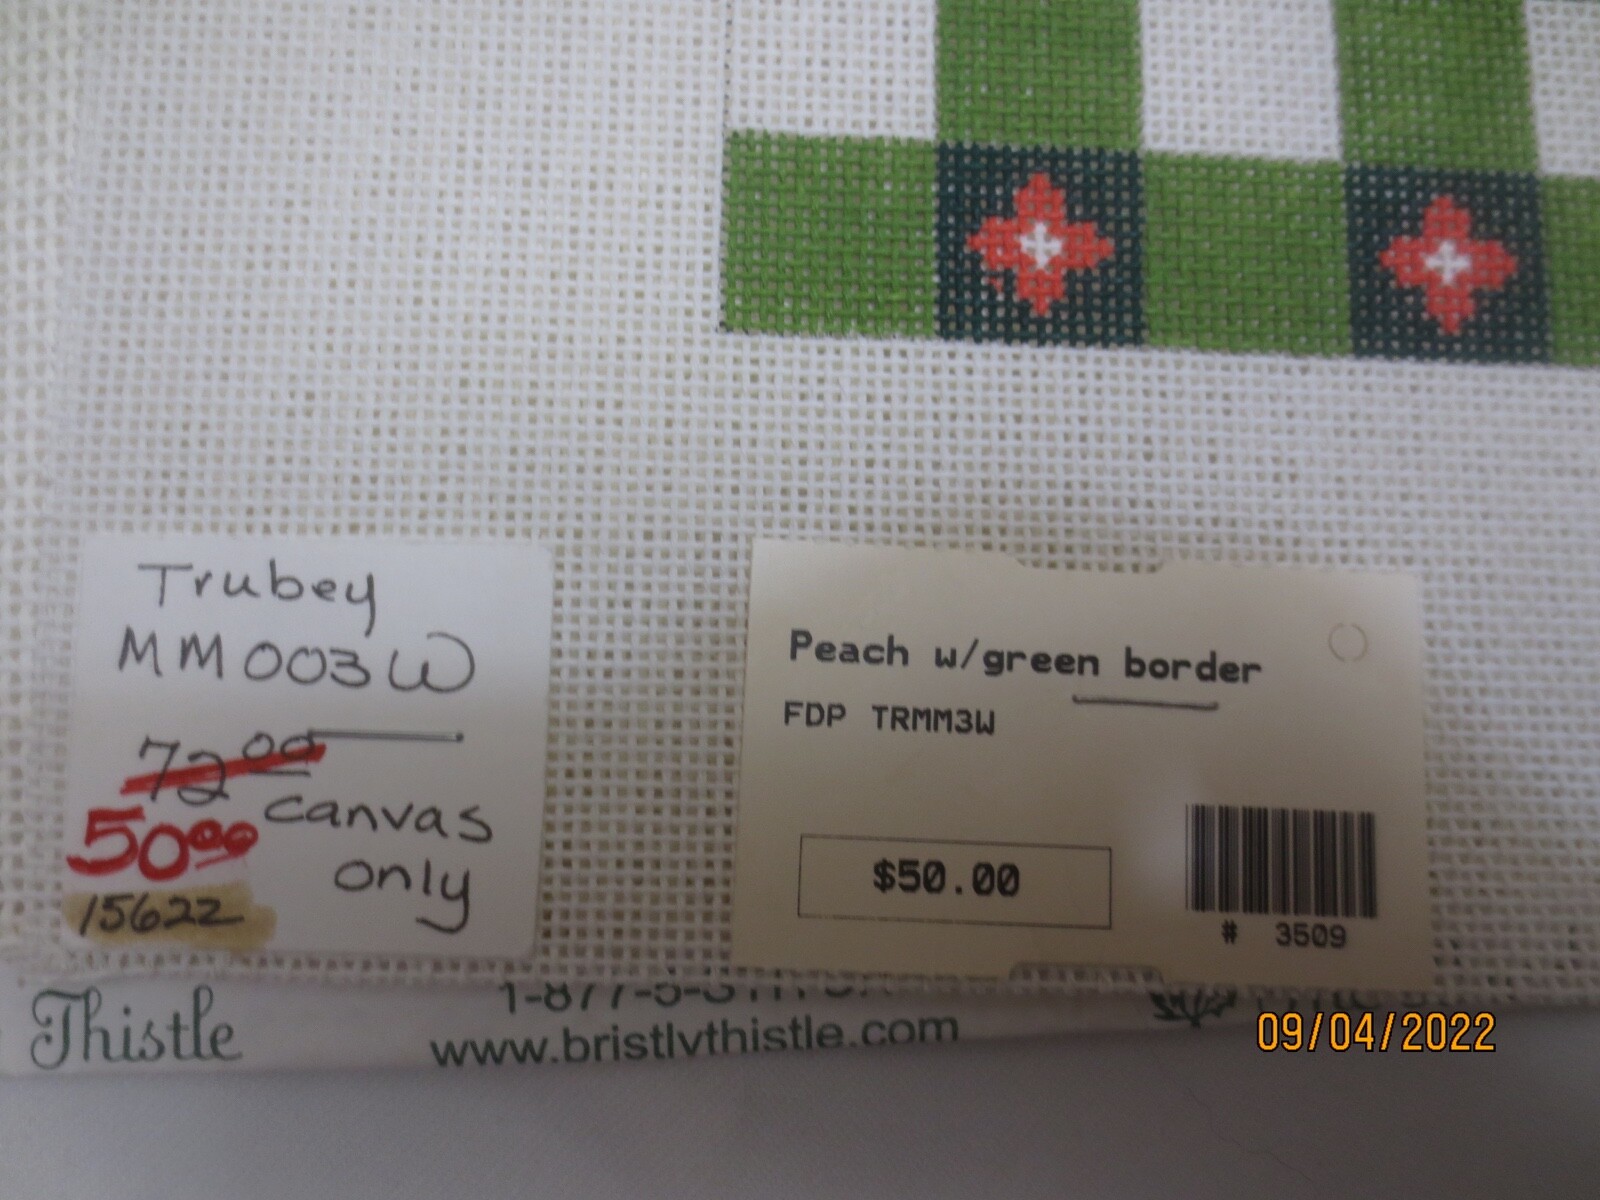 Trubey
MM003W
72.00
50.00 canvas
only
15622
Peach w/green border
FDP TRMM3W
$50.00
# 3509
Thistle
www.bristlythistle.com
09/04/2022